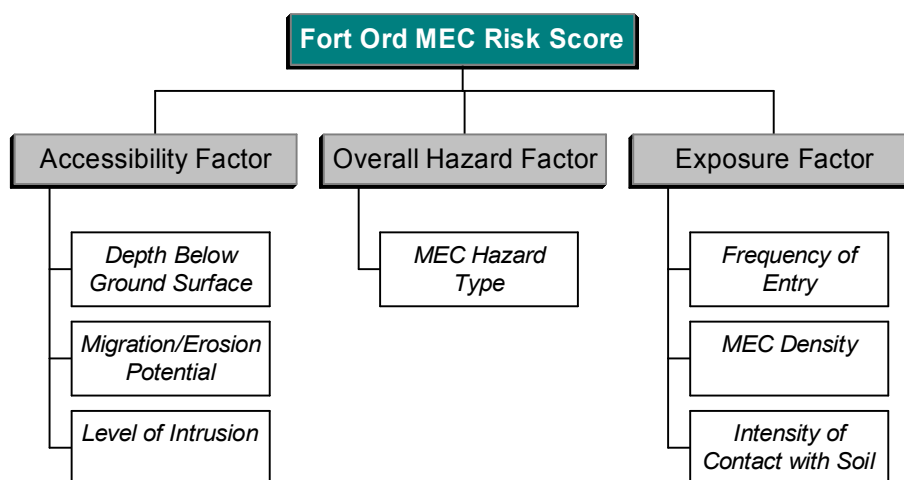 Fort Ord MEC Risk Score
Accessibility Factor
Overall Hazard Factor
Exposure Factor
Depth Below
Ground Surface
Migration/Erosion
Potential
Level of Intrusion
MEC Hazard
Type
Frequency of
Entry
MEC Density
Intensity of
Contact with Soil